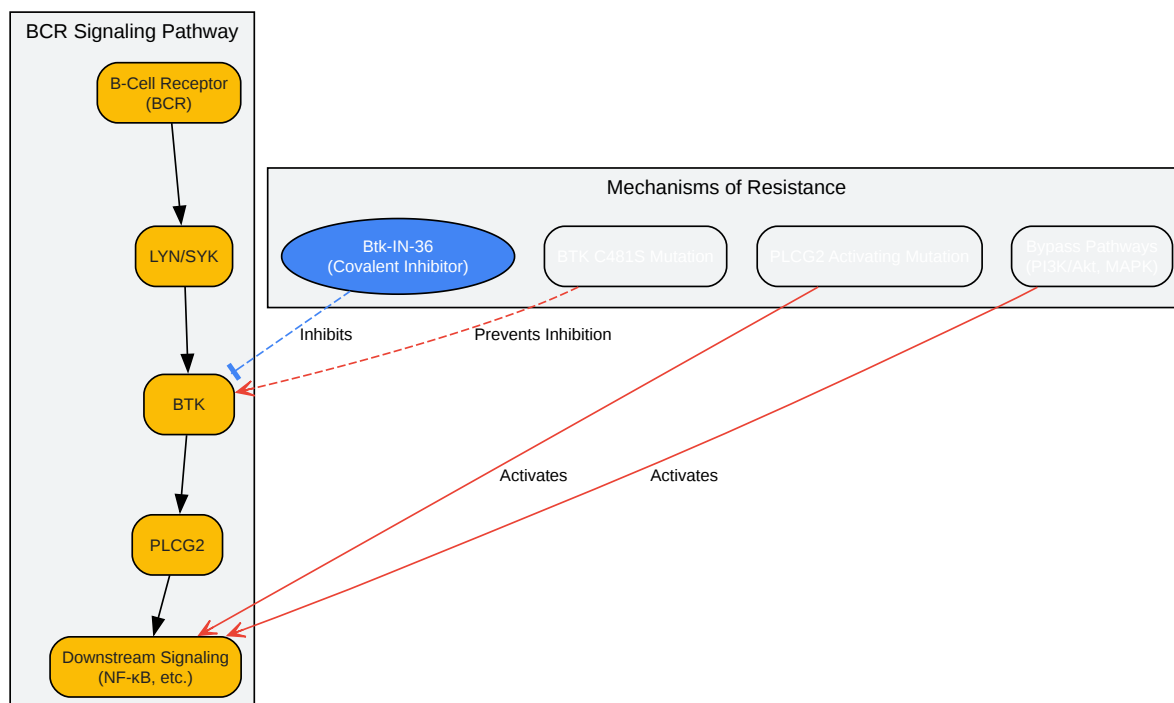 BCR Signaling Pathway
B-Cell Receptor
(BCR)
LYN/SYK
BTK
PLCG2
Downstream Signaling
(NF-κB, etc.)
Mechanisms of Resistance
Btk-IN-36
(Covalent Inhibitor)
BTK C481S Mutation
PLCG2 Activating Mutation
Bypass Pathways
(PI3K/Akt, MAPK)
Inhibits
Prevents Inhibition
Activates
Activates